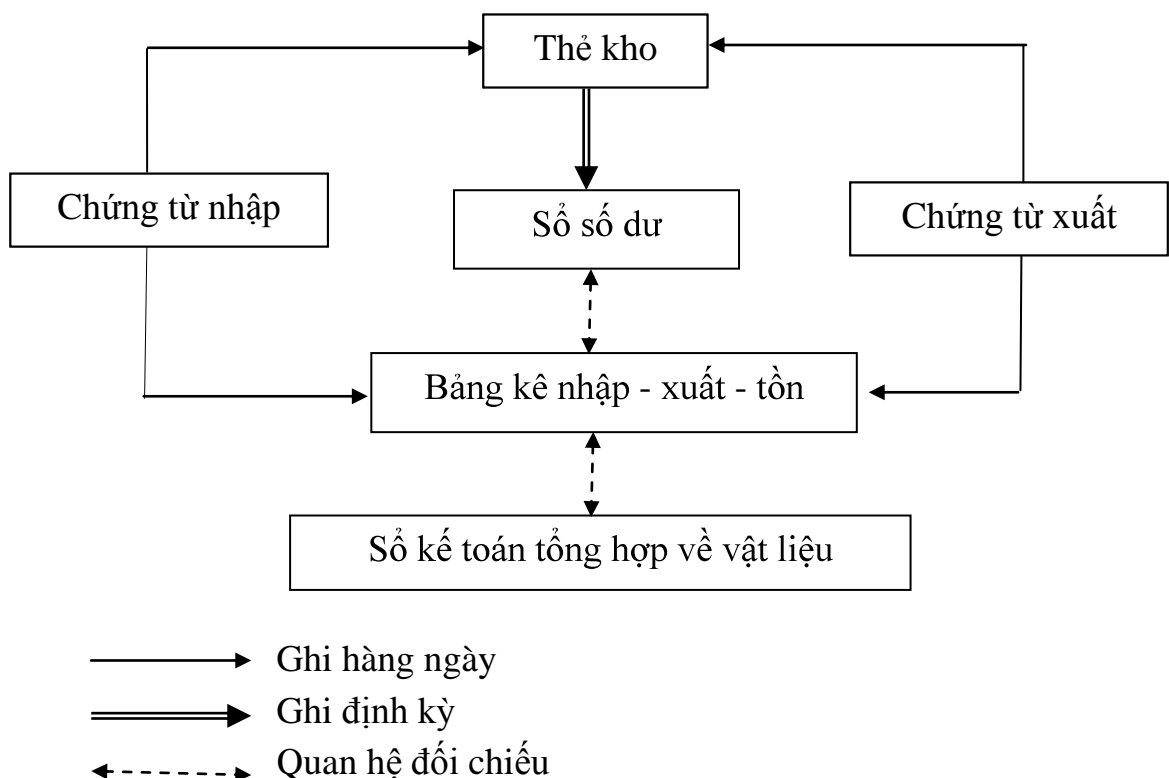 Thẻ kho
Chứng từ nhập
Sổ số dư
Chứng từ xuất
Bảng kê nhập - xuất - tồn
Sổ kế toán tổng hợp về vật liệu
Ghi hàng ngày
Ghi định kỳ
Quan hệ đối chiếu